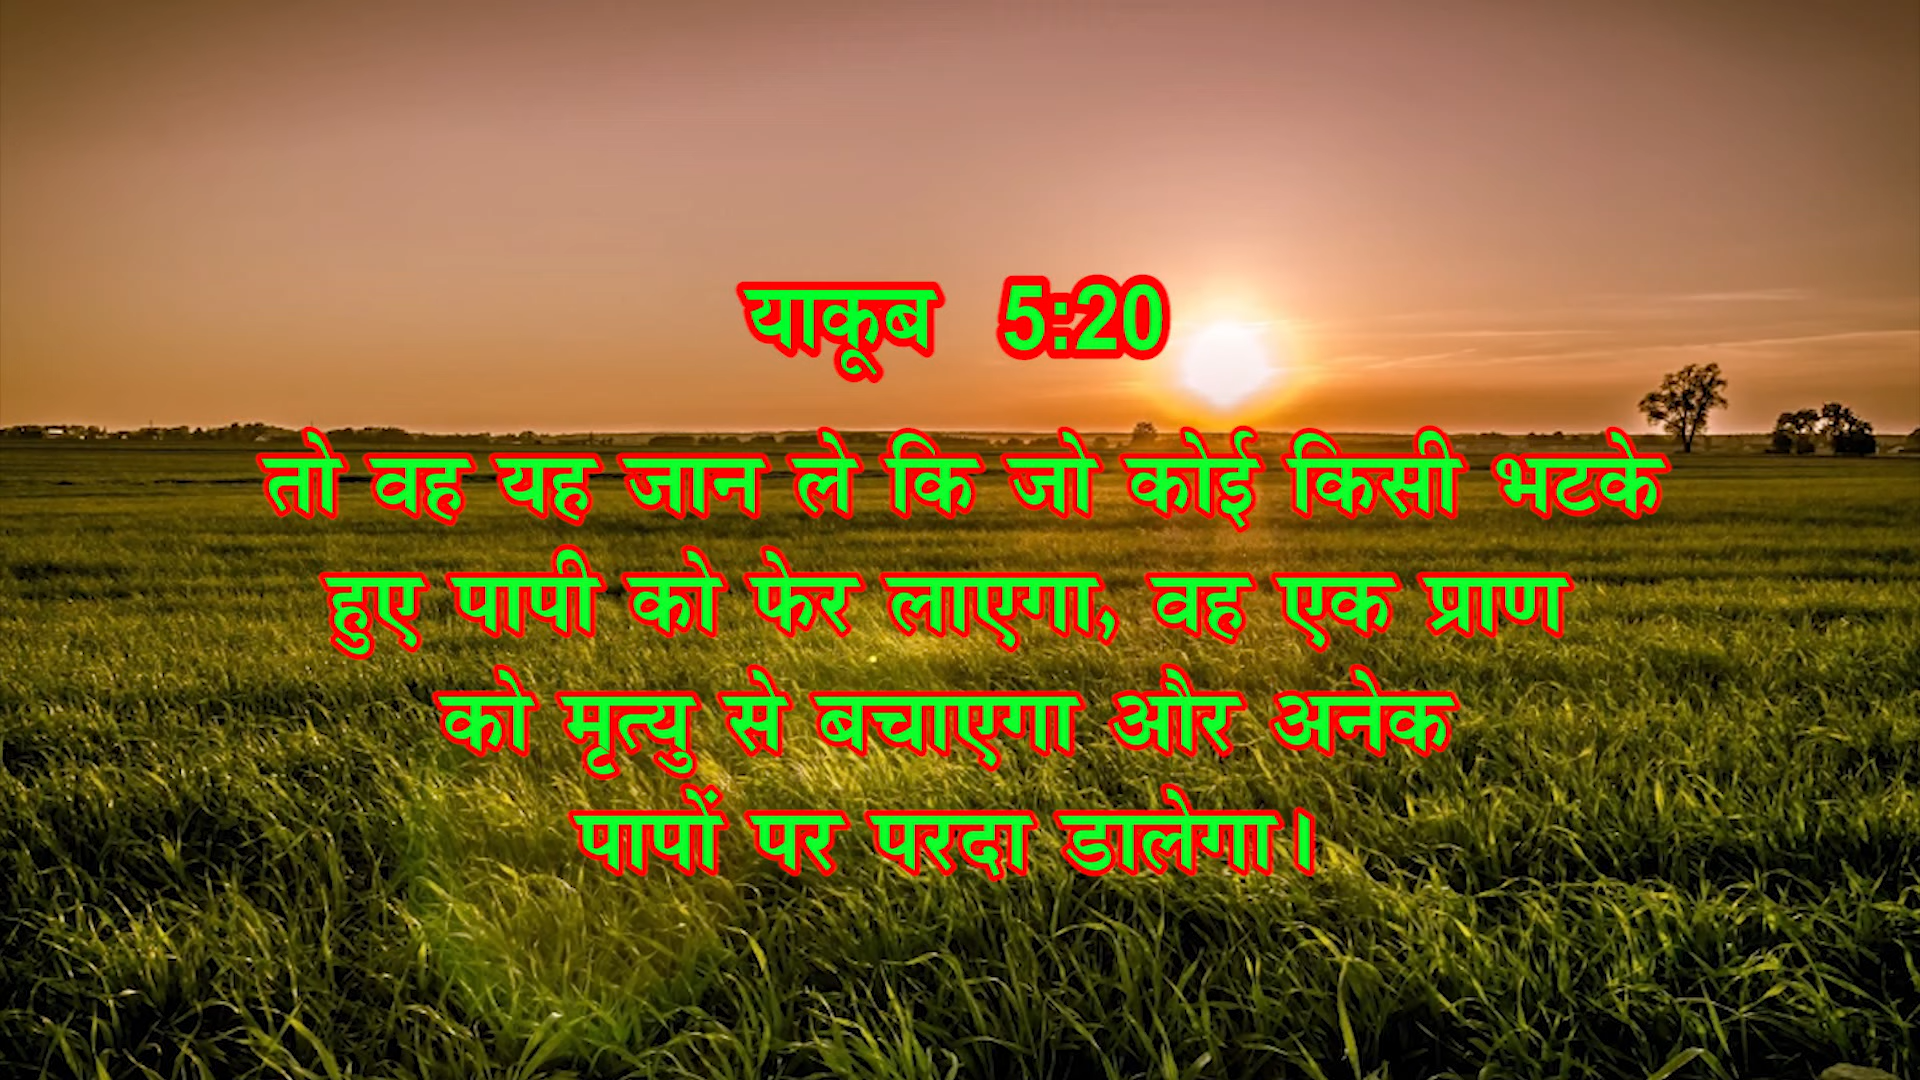 याकूब 5:20
तो वह यह जान ले कि जो कोई किसी भटके
हुए पापी को फेर लाएगा, वह एक प्राण
को मृत्यु से बचाएगा और अनेक
पापों पर परदा डालेगा।